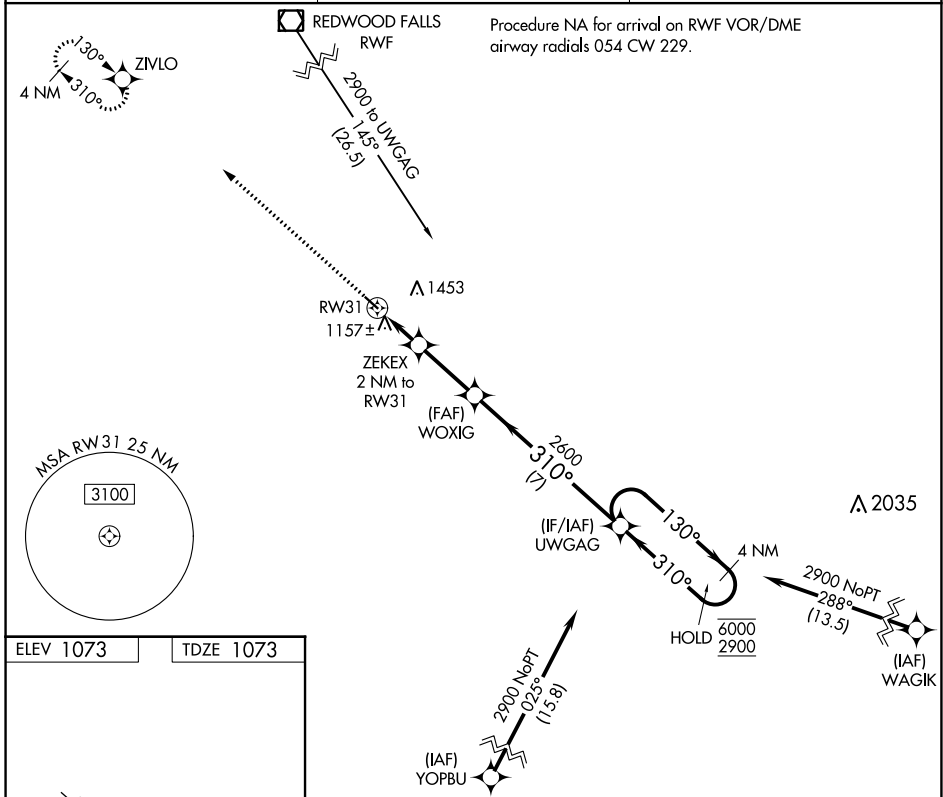 REDWOOD FALLS
RWF
Procedure NA for arrival on RWF VOR/DME
airway radials 054 CW 229.
130°
ZIVLO
4 NM
310°
2900 to UWGAG
145°
(26.5)
1453
RW31
1157±
ZEKEX
2 NM to
RW31
(FAF)
WOXIG
2600
310°
(7)
MSA RW31 25 NM
3100
(IF/IAF)
UWGAG
130°
310°
4 NM
2035
HOLD
6000
2900
2900 NoPT
288°
(13.5)
(IAF)
WAGIK
2900 NoPT
025°
(15.8)
(IAF)
YOPBU
ELEV 1073
TDZE 1073